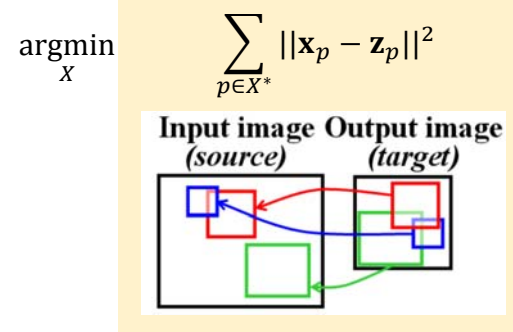 argmin X ∑ p∈X* ||x_p − z_p||²
Input image Output image
(source) (target)